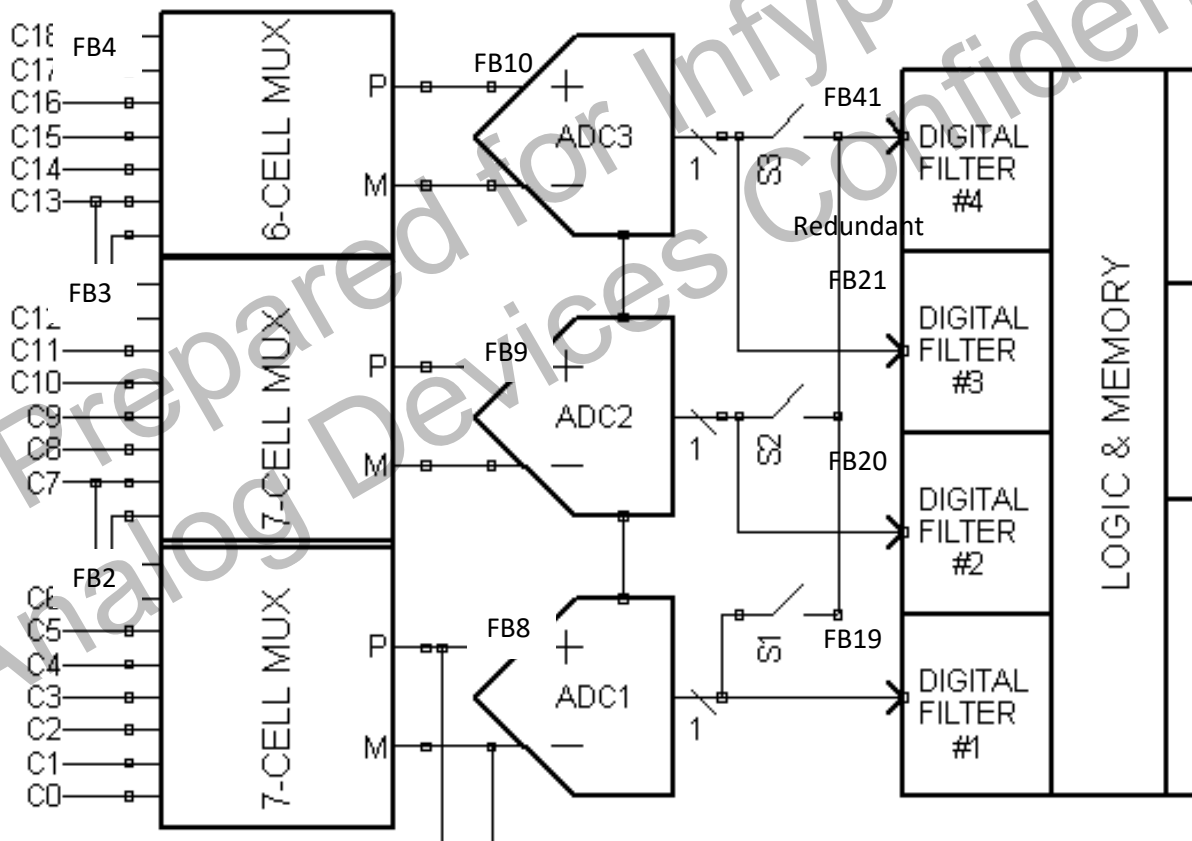 C18
FB4
C17
C16
C15
C14
C13
6-CELL MUX
P
M
FB10
ADC3
1
S3
FB41
DIGITAL
FILTER
#4
Redundant
FB3
C12
C11
C10
C9
C8
C7
7-CELL MUX
P
M
FB9
ADC2
1
S2
FB21
DIGITAL
FILTER
#3
FB20
DIGITAL
FILTER
#2
LOGIC & MEMORY
FB2
C6
C5
C4
C3
C2
C1
C0
7-CELL MUX
P
M
FB8
ADC1
1
S1
FB19
DIGITAL
FILTER
#1
Prepared for Infyp
Analog Devices Confiden